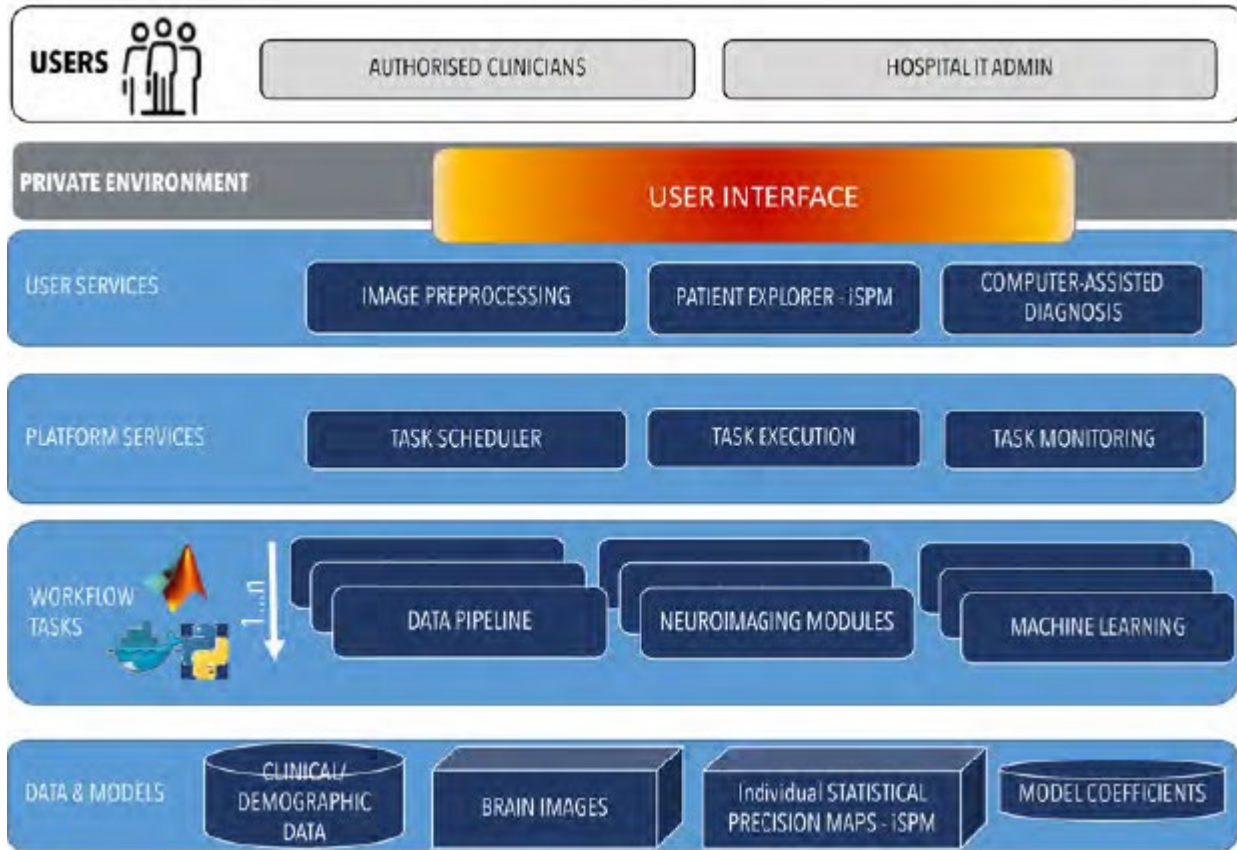 USERS
AUTHORISED CLINICIANS
HOSPITAL IT ADMIN
PRIVATE ENVIRONMENT
USER INTERFACE
USER SERVICES
IMAGE PREPROCESSING
PATIENT EXPLORER - iSPM
COMPUTER-ASSISTED
DIAGNOSIS
PLATFORM SERVICES
TASK SCHEDULER
TASK EXECUTION
TASK MONITORING
WORKFLOW
TASKS
1...n
DATA PIPELINE
NEUROIMAGING MODULES
MACHINE LEARNING
DATA & MODELS
CLINICAL/
DEMOGRAPHIC
DATA
BRAIN IMAGES
Individual STATISTICAL
PRECISION MAPS - iSPM
MODEL COEFFICIENTS